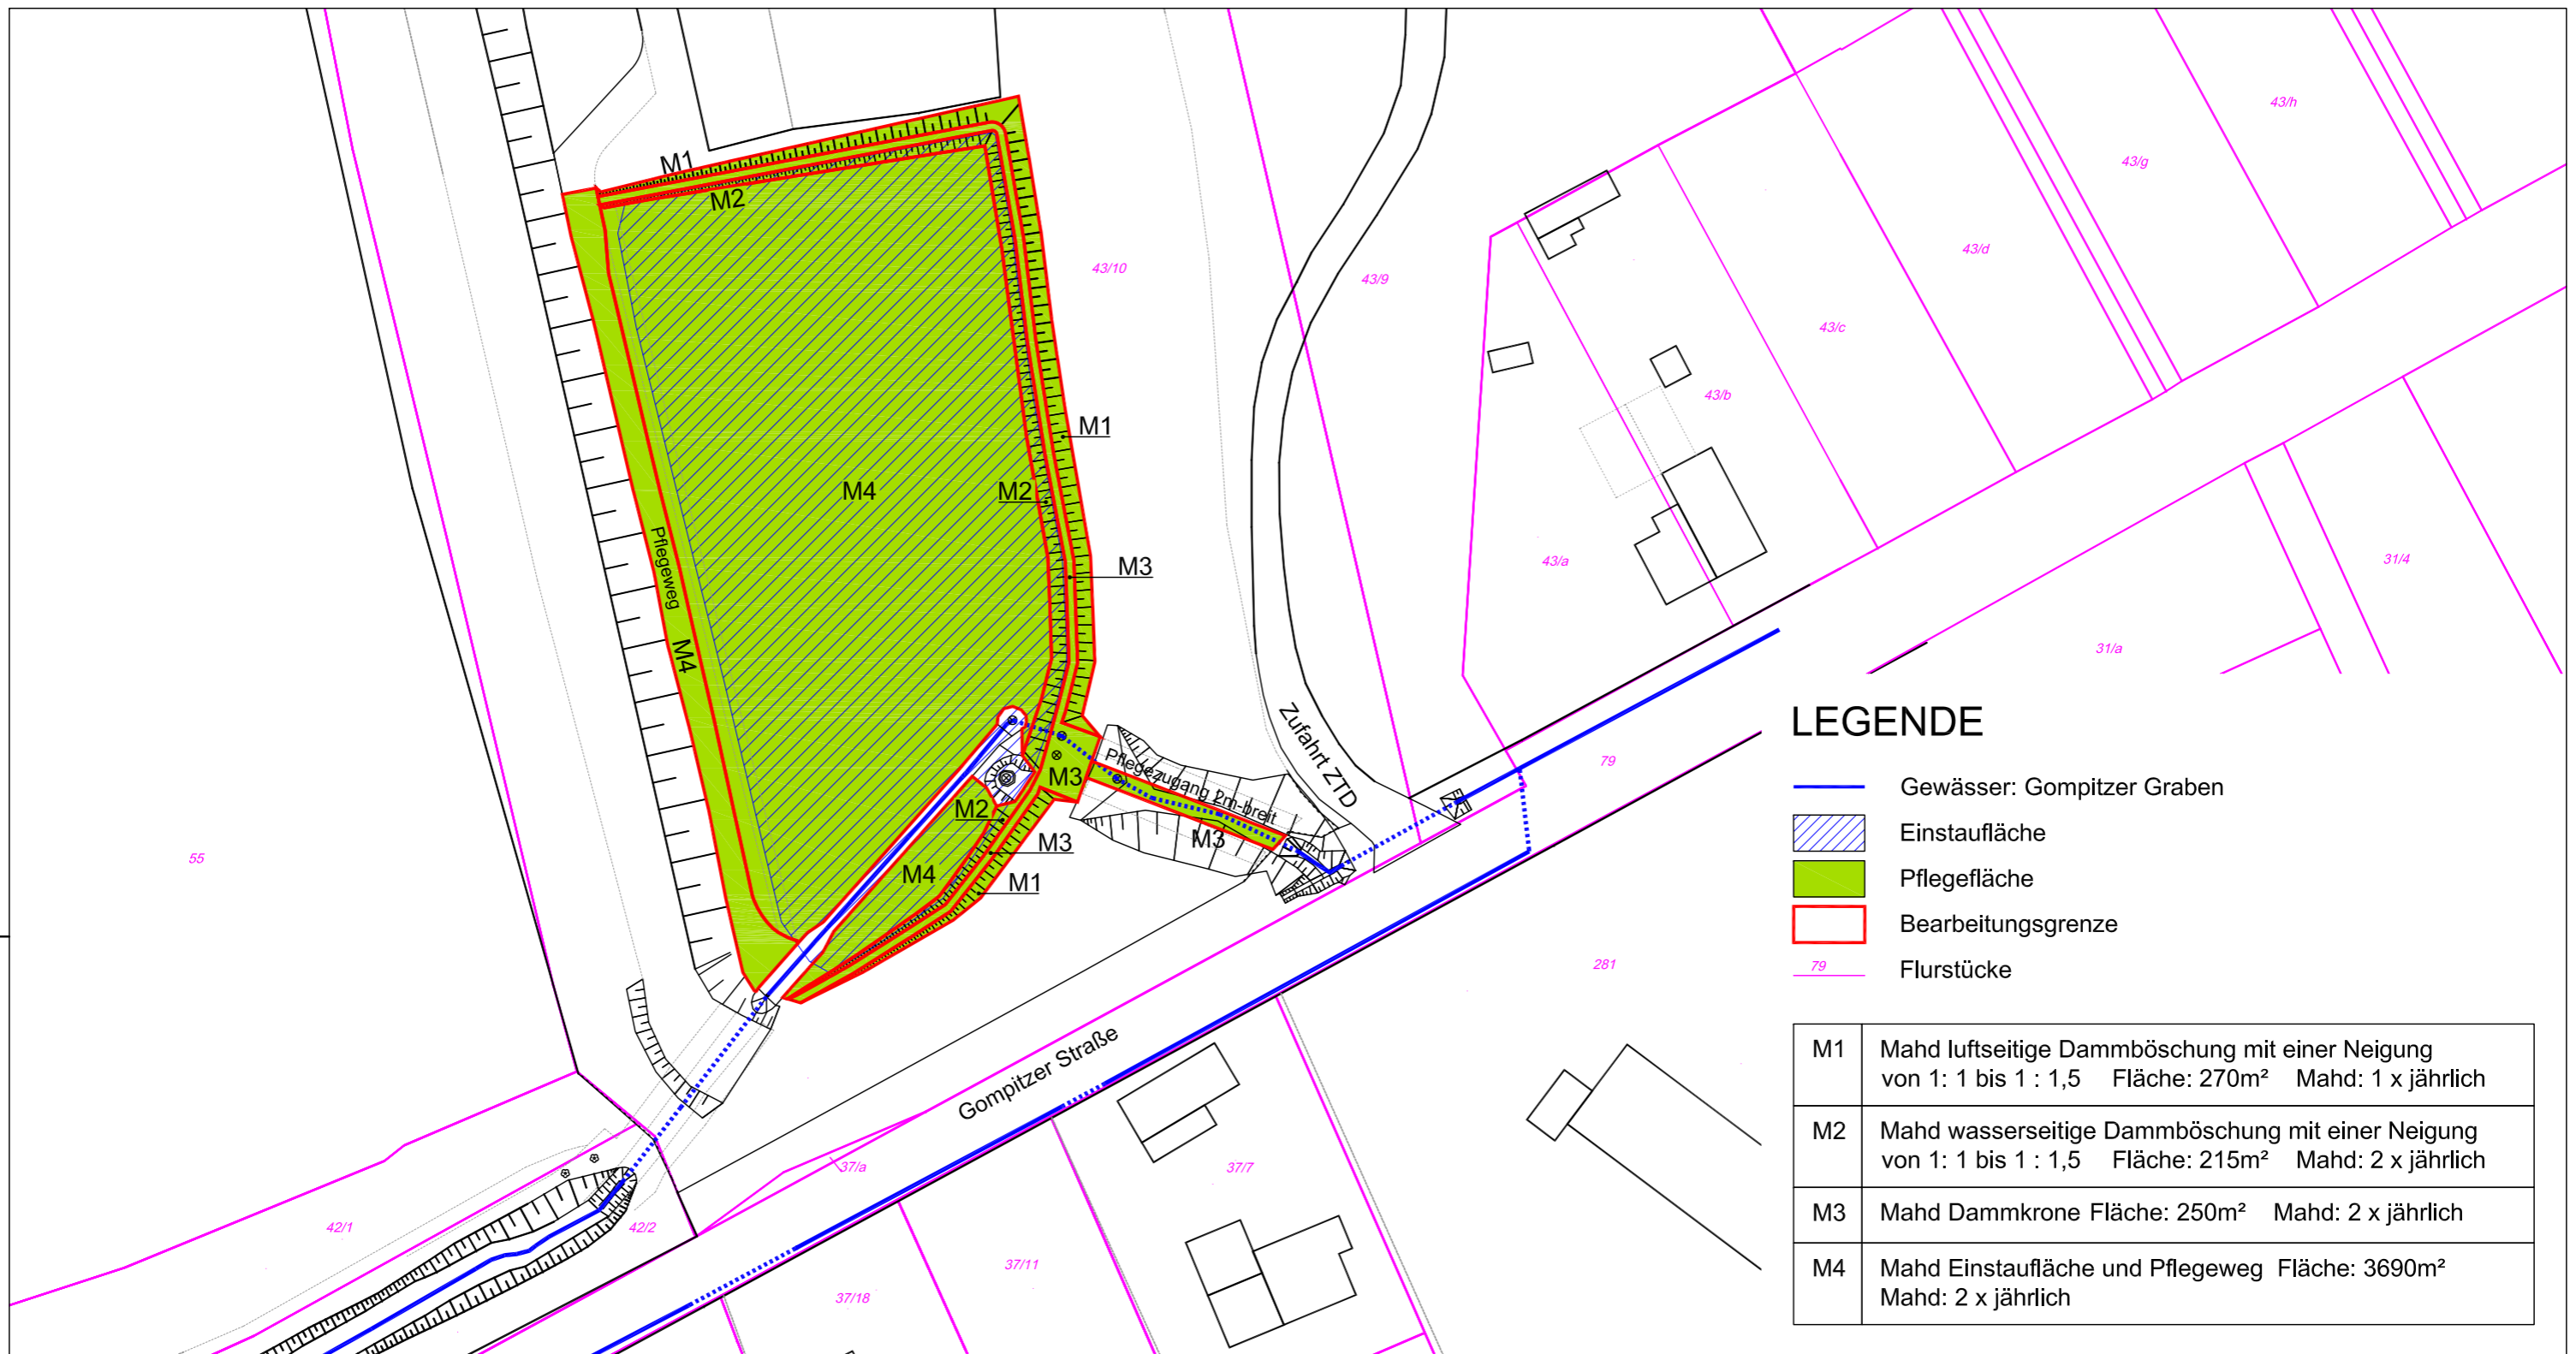 43/h
43/g
M1
M2
43/d
43/10
43/9
43/c
43/b
M1
M4
M2
43/a
M3
31/4
Pflegeweg
M4
31/a
LEGENDE
Zufahrt ZTD
79
M3
Pflegezugang 2m-breit
M2
M3
M3
M4
M1
55
281
Gewässer: Gompitzer Graben
Einstaufläche
Pflegefläche
Bearbeitungsgrenze
79 Flurstücke
Gompitzer Straße
37/a
37/7
42/1
42/2
37/11
37/18
M1 Mahd luftseitige Dammböschung mit einer Neigung
von 1: 1 bis 1 : 1,5 Fläche: 270m² Mahd: 1 x jährlich
M2 Mahd wasserseitige Dammböschung mit einer Neigung
von 1: 1 bis 1 : 1,5 Fläche: 215m² Mahd: 2 x jährlich
M3 Mahd Dammkrone Fläche: 250m² Mahd: 2 x jährlich
M4 Mahd Einstaufläche und Pflegeweg Fläche: 3690m²
Mahd: 2 x jährlich